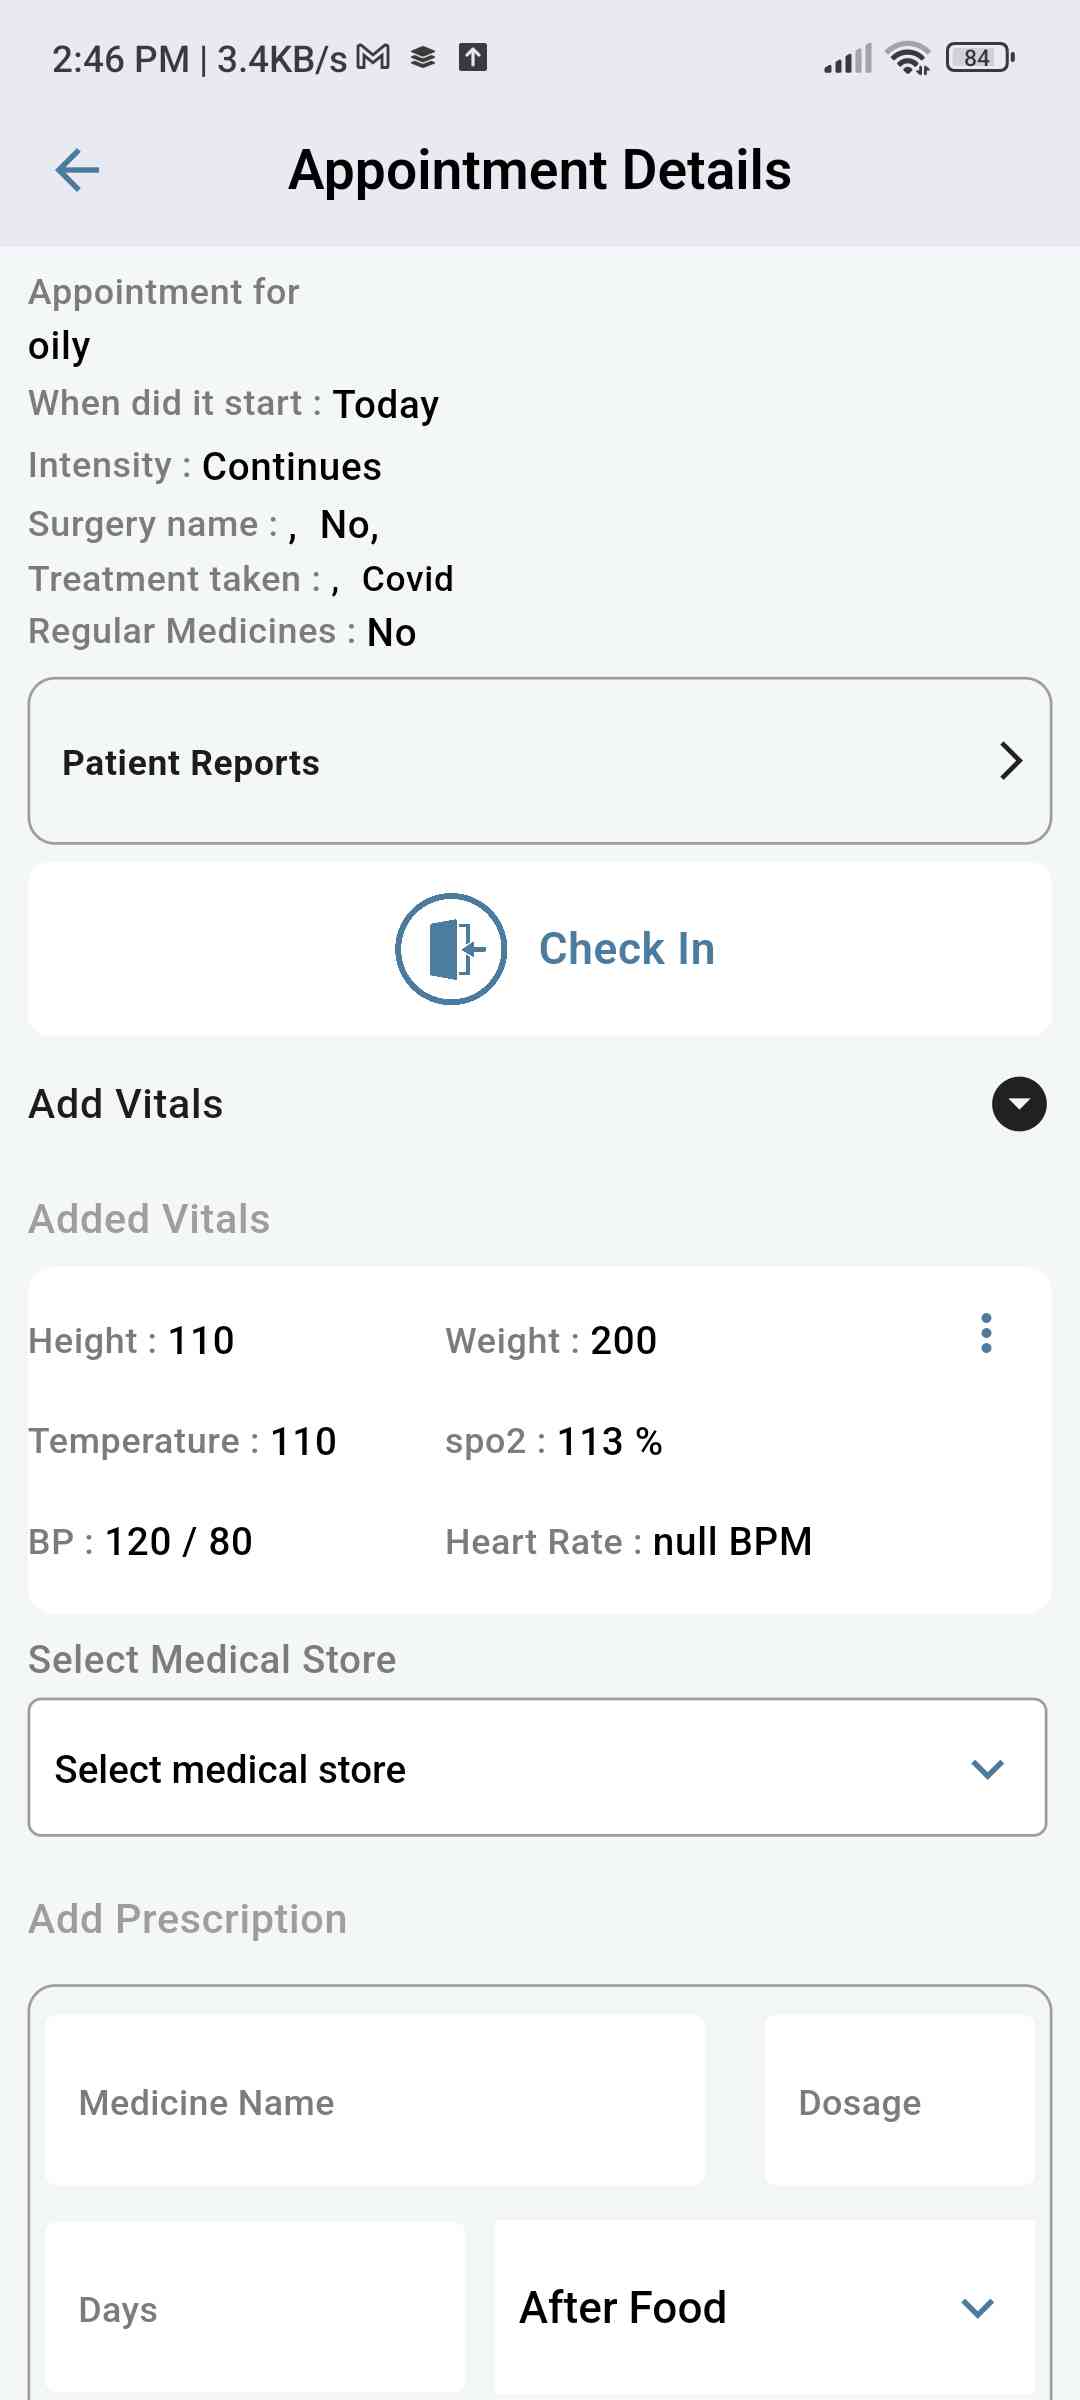 2:46 PM | 3.4KB/s 84
Appointment Details
Appointment for
oily
When did it start : Today
Intensity : Continues
Surgery name : , No,
Treatment taken : , Covid
Regular Medicines : No
Patient Reports
Check In
Add Vitals
Added Vitals
Height : 110 Weight : 200
Temperature : 110 spo2 : 113 %
BP : 120 / 80 Heart Rate : null BPM
Select Medical Store
Select medical store
Add Prescription
Medicine Name Dosage
Days After Food